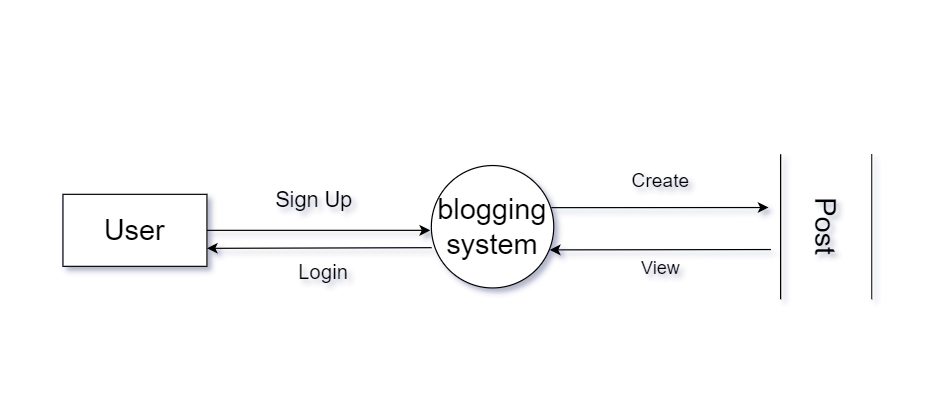 User
Sign Up
Login
blogging
system
Create
View
Post